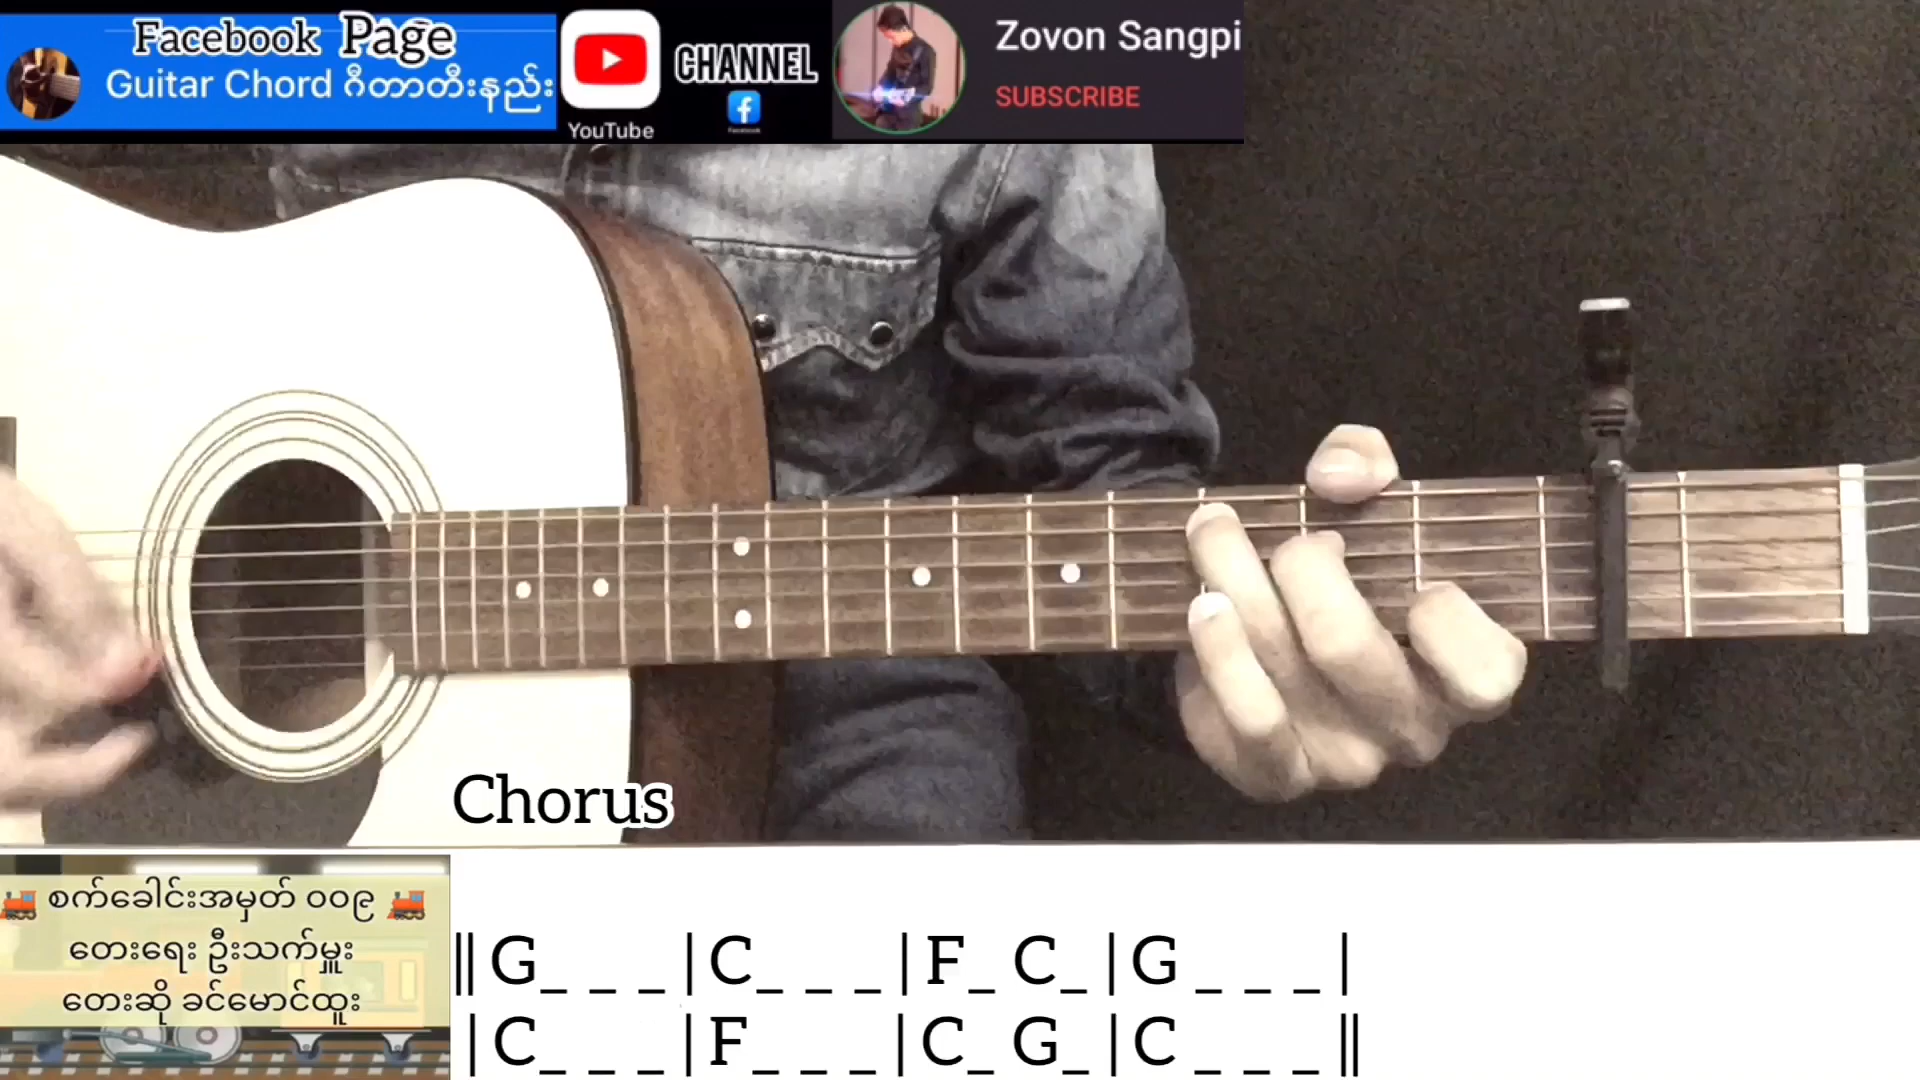 Facebook Page
Guitar Chord ဂီတာတီးနည်း
YouTube
CHANNEL
Facebook
Zovon Sangpi
SUBSCRIBE
Chorus
စက်ခေါင်းအမှတ် ၀၀၉
တေးရေး ဦးသက်မှူး
တေးဆို ခင်မောင်ထူး
‖ G_ _ _ | C_ _ _ | F_ C_ | G _ _ _ |
| C_ _ _ | F_ _ _ | C_ G_ | C _ _ _ ‖